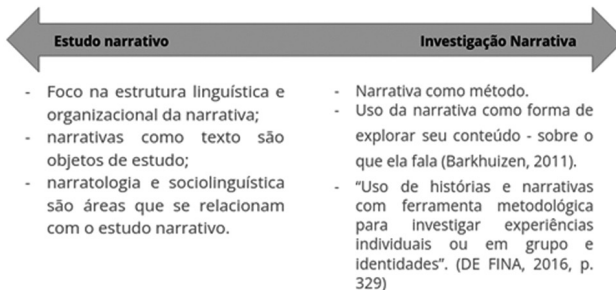 Estudo narrativo
Investigação Narrativa
- Foco na estrutura linguística e
organizacional da narrativa;
- narrativas como texto são
objetos de estudo;
- narratologia e sociolinguística
são áreas que se relacionam
com o estudo narrativo.
- Narrativa como método.
- Uso da narrativa como forma de
explorar seu conteúdo - sobre o
que ela fala (Barkhuizen, 2011).
- “Uso de histórias e narrativas
com ferramenta metodológica
para investigar experiências
individuais ou em grupo e
identidades”. (DE FINA, 2016, p.
329)